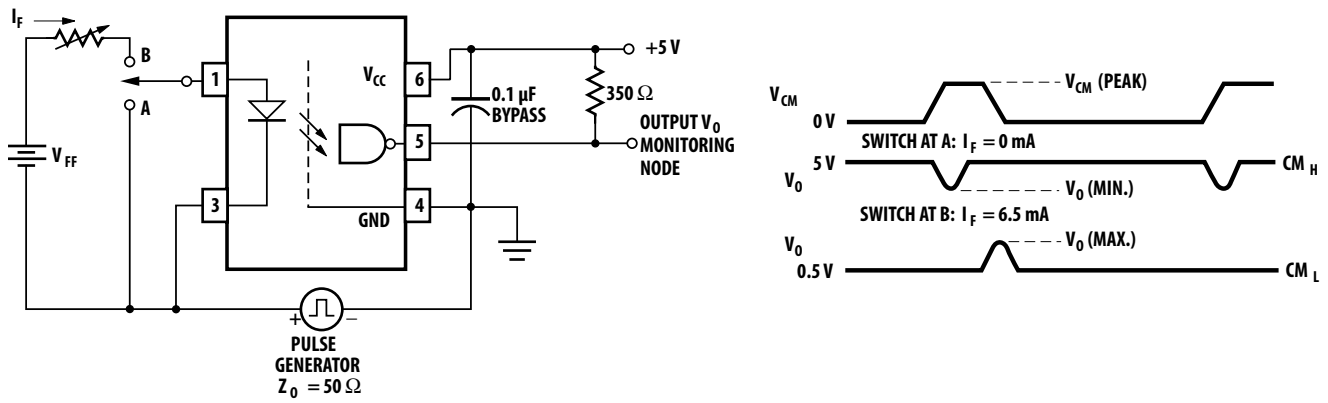 I_F
B
A
V_FF
1
3
V_CC
6
5
GND
4
0.1 µF
BYPASS
+5 V
350 Ω
OUTPUT V_O
MONITORING
NODE
+
−
PULSE
GENERATOR
Z_O = 50 Ω
V_CM
0 V
V_CM (PEAK)
SWITCH AT A: I_F = 0 mA
5 V
V_O
CM_H
V_O (MIN.)
SWITCH AT B: I_F = 6.5 mA
V_O
0.5 V
V_O (MAX.)
CM_L